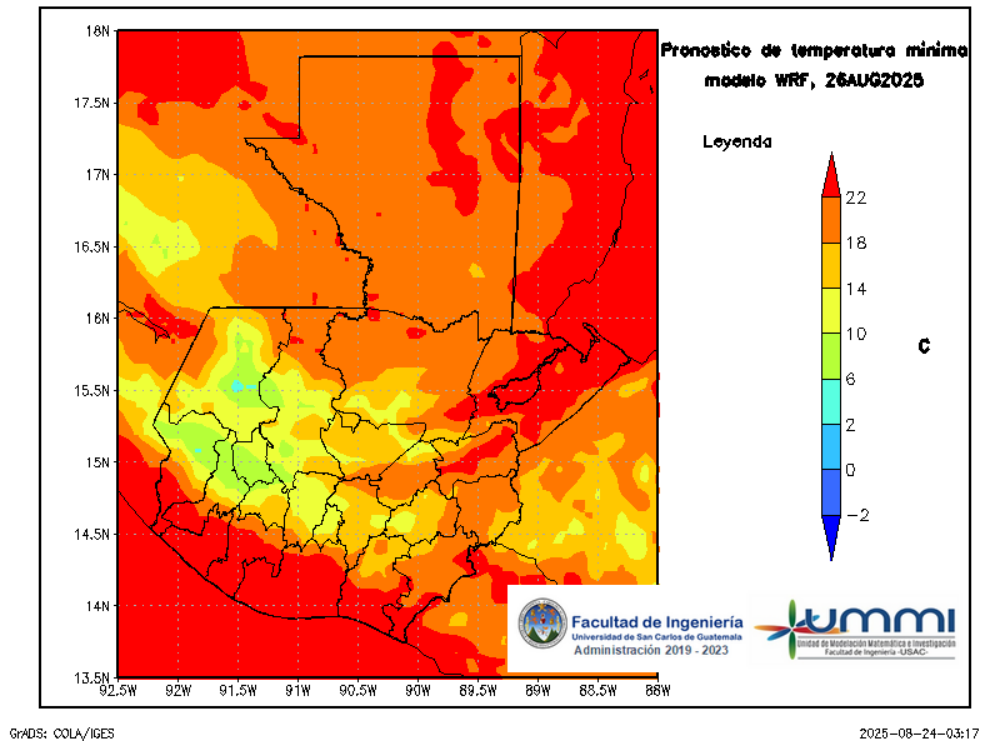 Pronostico de temperatura minima
modelo WRF, 26AUG2025
Leyenda
22
18
14
10
6
2
0
−2
C
18N
17.5N
17N
16.5N
16N
15.5N
15N
14.5N
14N
13.5N
92.5W 92W 91.5W 91W 90.5W 90W 89.5W 89W 88.5W 88W
Facultad de Ingeniería
Universidad de San Carlos de Guatemala
Administración 2019 - 2023
ummi
Unidad de Modelación Matemática e Investigación
Facultad de Ingeniería -USAC-
GrADS: COLA/IGES
2025-08-24-03:17